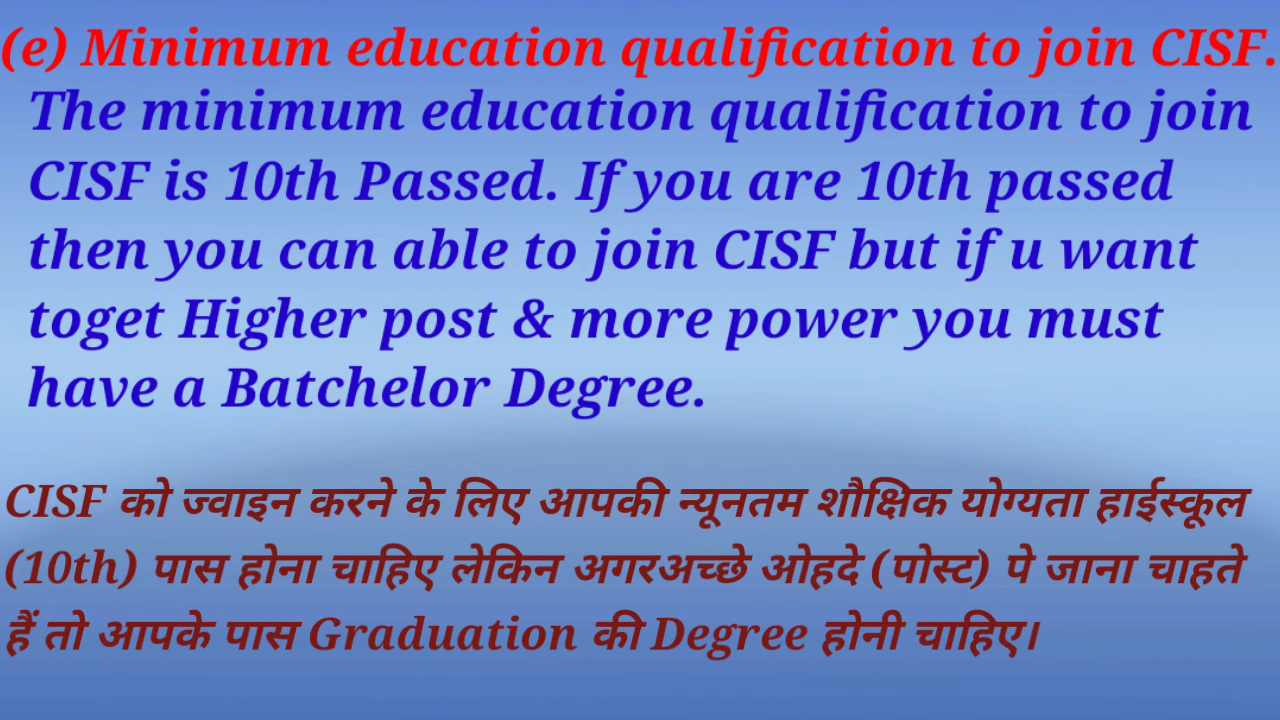 (e) Minimum education qualification to join CISF.
The minimum education qualification to join
CISF is 10th Passed. If you are 10th passed
then you can able to join CISF but if u want
toget Higher post & more power you must
have a Batchelor Degree.
CISF को ज्वाइन करने के लिए आपकी न्यूनतम शौक्षिक योग्यता हाईस्कूल
(10th) पास होना चाहिए लेकिन अगरअच्छे ओहदे (पोस्ट) पे जाना चाहते
हैं तो आपके पास Graduation की Degree होनी चाहिए।